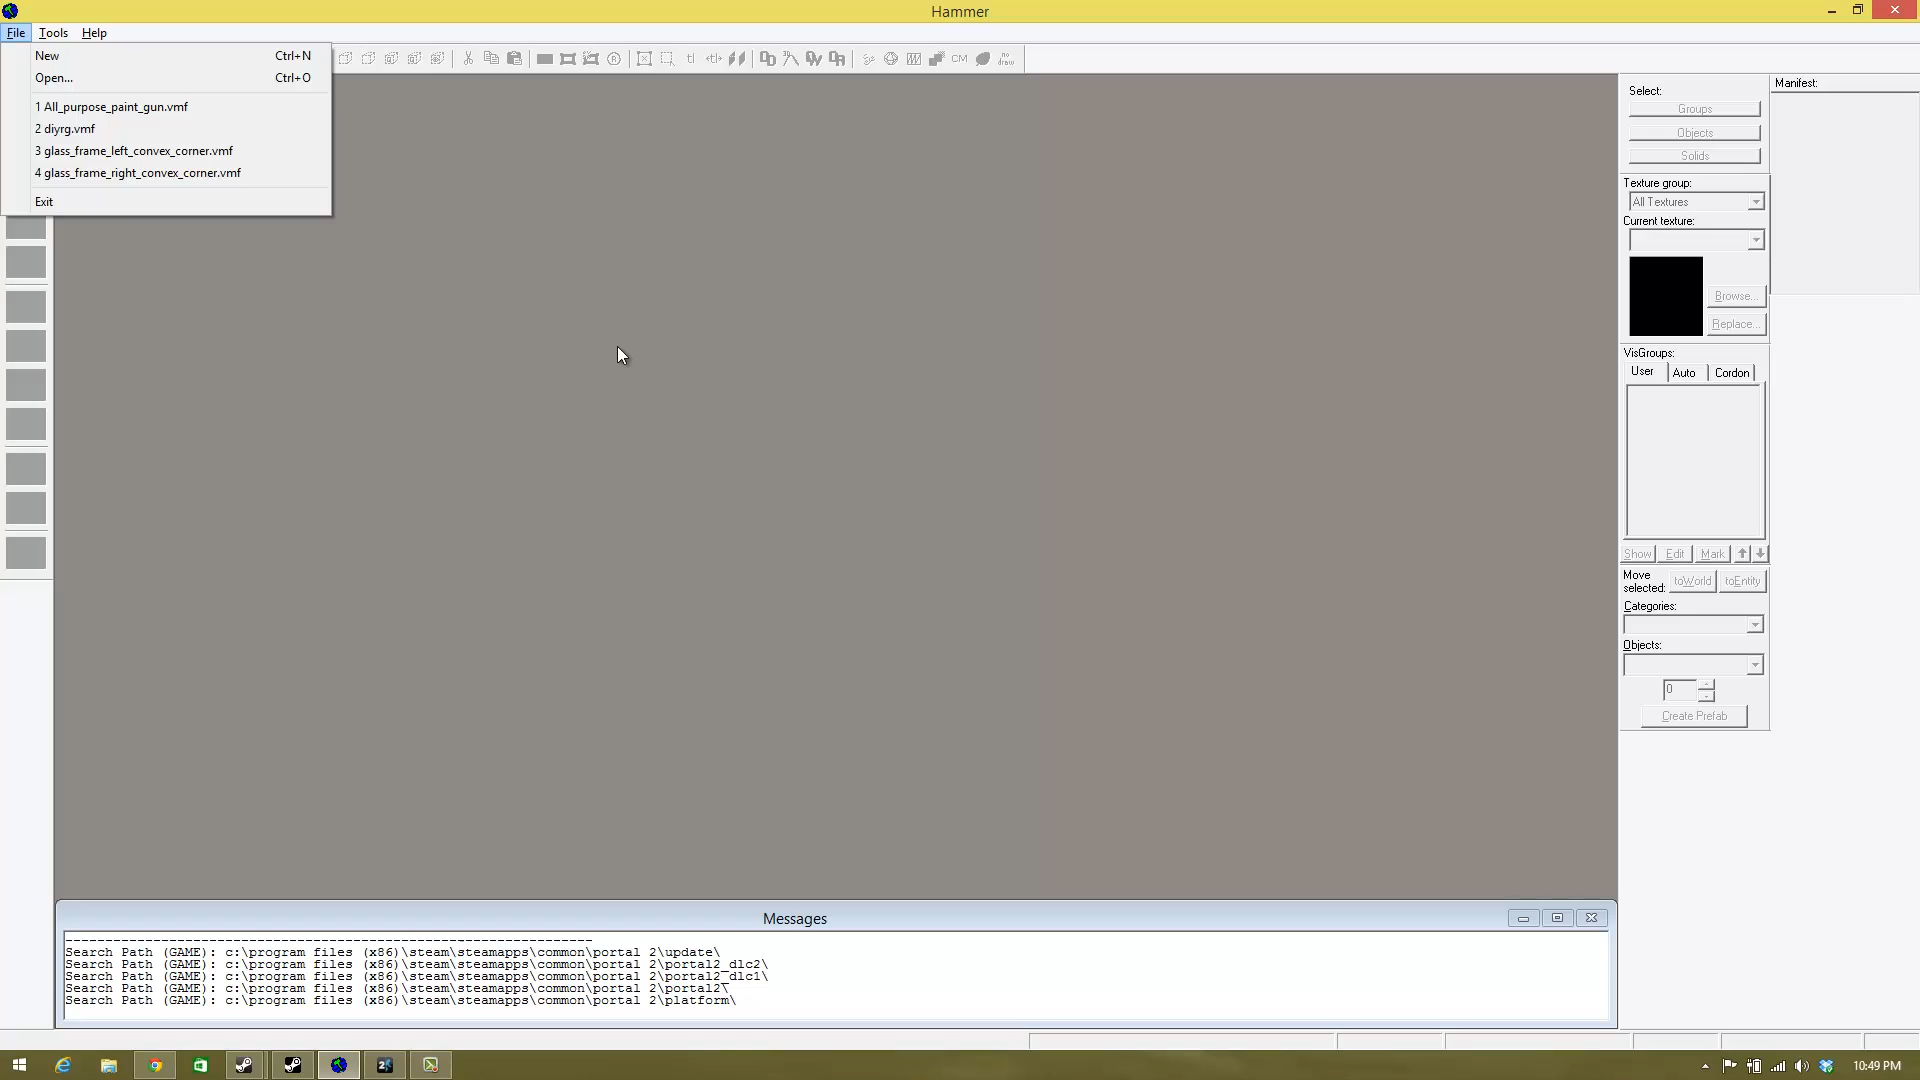 Hammer
File Tools Help
New Ctrl+N
Open... Ctrl+O
1 All_purpose_paint_gun.vmf
2 diyrg.vmf
3 glass_frame_left_convex_corner.vmf
4 glass_frame_right_convex_corner.vmf
Exit
CM
no draw
Select:
Groups
Objects
Solids
Texture group:
All Textures
Current texture:
Browse...
Replace...
VisGroups:
User Auto Cordon
Show Edit Mark
Move selected: toWorld toEntity
Categories:
Objects:
0
Create Prefab
Manifest:
Messages
--------------------------------------------------------------------
Search Path (GAME): c:\program files (x86)\steam\steamapps\common\portal 2\update\
Search Path (GAME): c:\program files (x86)\steam\steamapps\common\portal 2\portal2_dlc2\
Search Path (GAME): c:\program files (x86)\steam\steamapps\common\portal 2\portal2_dlc1\
Search Path (GAME): c:\program files (x86)\steam\steamapps\common\portal 2\portal2\
Search Path (GAME): c:\program files (x86)\steam\steamapps\common\portal 2\platform\
10:49 PM